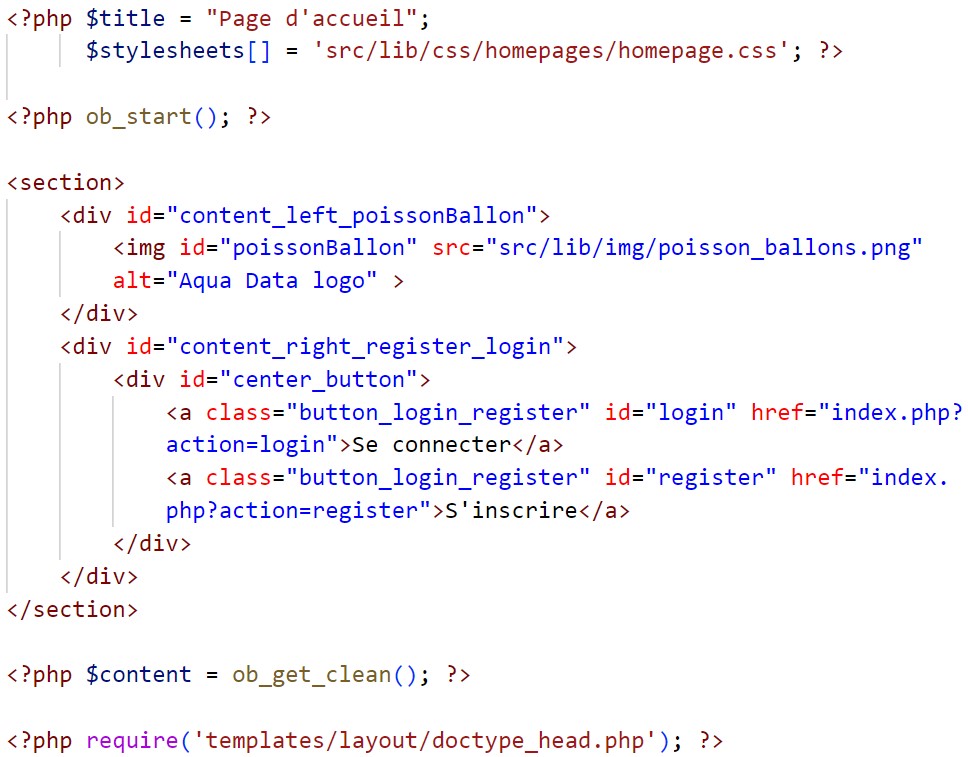 <?php $title = "Page d'accueil";
$stylesheets[] = 'src/lib/css/homepages/homepage.css'; ?>
<?php ob_start(); ?>
<section>
<div id="content_left_poissonBallon">
<img id="poissonBallon" src="src/lib/img/poisson_ballons.png"
alt="Aqua Data logo" >
</div>
<div id="content_right_register_login">
<div id="center_button">
<a class="button_login_register" id="login" href="index.php?
action=login">Se connecter</a>
<a class="button_login_register" id="register" href="index.
php?action=register">S'inscrire</a>
</div>
</div>
</section>
<?php $content = ob_get_clean(); ?>
<?php require('templates/layout/doctype_head.php'); ?>